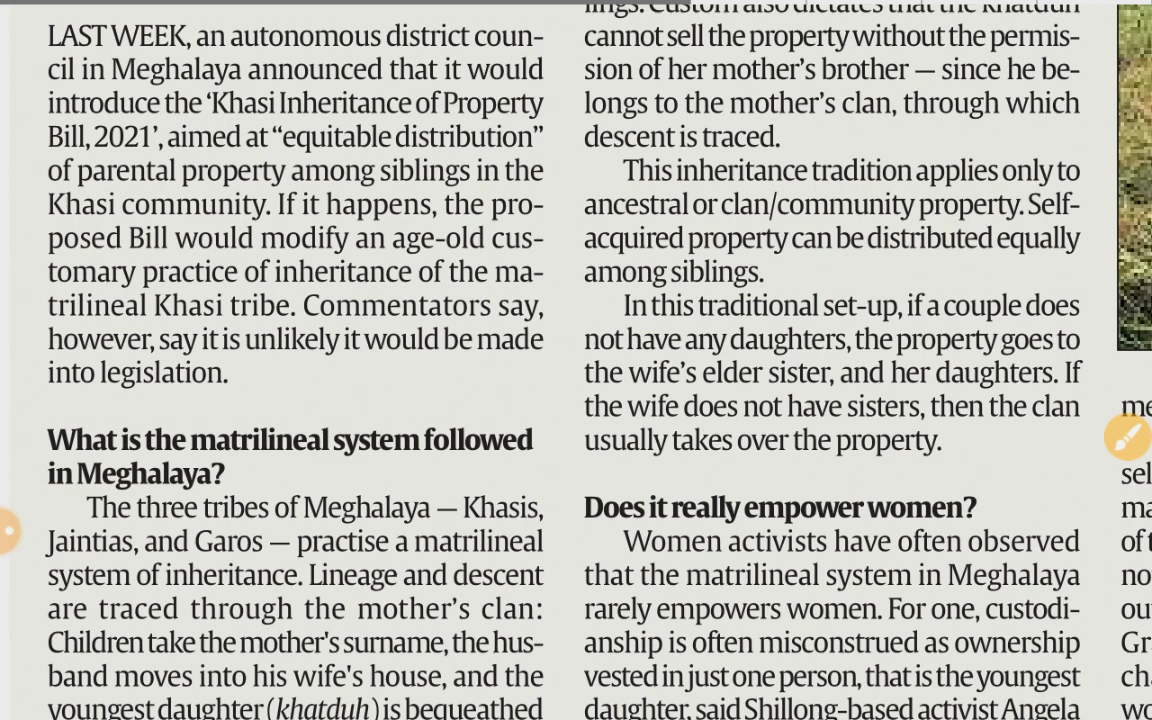 LAST WEEK, an autonomous district coun-
cil in Meghalaya announced that it would
introduce the ‘Khasi Inheritance of Property
Bill, 2021’, aimed at “equitable distribution”
of parental property among siblings in the
Khasi community. If it happens, the pro-
posed Bill would modify an age-old cus-
tomary practice of inheritance of the ma-
trilineal Khasi tribe. Commentators say,
however, say it is unlikely it would be made
into legislation.
What is the matrilineal system followed
in Meghalaya?
The three tribes of Meghalaya — Khasis,
Jaintias, and Garos — practise a matrilineal
system of inheritance. Lineage and descent
are traced through the mother’s clan:
Children take the mother's surname, the hus-
band moves into his wife's house, and the
youngest daughter (khatduh) is bequeathed
lings. Custom also dictates that the khatduh
cannot sell the property without the permis-
sion of her mother’s brother — since he be-
longs to the mother’s clan, through which
descent is traced.
This inheritance tradition applies only to
ancestral or clan/community property. Self-
acquired property can be distributed equally
among siblings.
In this traditional set-up, if a couple does
not have any daughters, the property goes to
the wife’s elder sister, and her daughters. If
the wife does not have sisters, then the clan
usually takes over the property.
Does it really empower women?
Women activists have often observed
that the matrilineal system in Meghalaya
rarely empowers women. For one, custodi-
anship is often misconstrued as ownership
vested in just one person, that is the youngest
daughter, said Shillong-based activist Angela